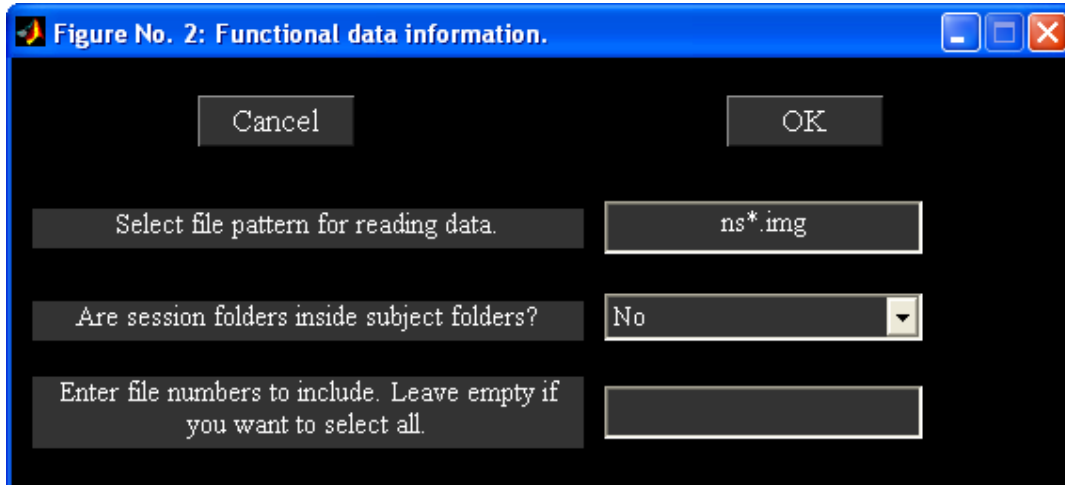 Figure No. 2: Functional data information.
Cancel
OK
Select file pattern for reading data.
ns*.img
Are session folders inside subject folders?
No
Enter file numbers to include. Leave empty if
you want to select all.